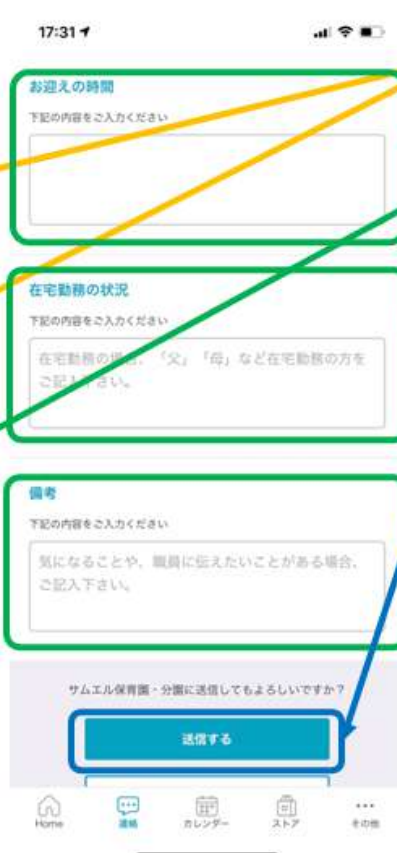 17:31
お迎えの時間
下記の内容をご入力ください
在宅勤務の状況
下記の内容をご入力ください
在宅勤務の場合、「父」「母」など在宅勤務の方を
ご記入下さい。
備考
下記の内容をご入力ください
気になることや、職員に伝えたいことがある場合、
ご記入下さい。
サムエル保育園・分園に送信してもよろしいですか？
送信する
Home 連絡 カレンダー ストア その他